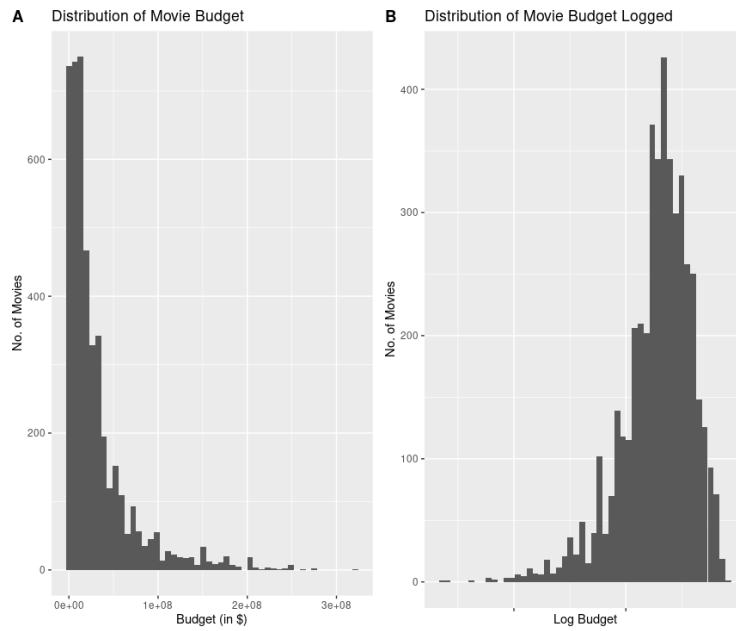 A
Distribution of Movie Budget
No. of Movies
600
400
200
0
0e+00
1e+08
2e+08
3e+08
Budget (in $)
B
Distribution of Movie Budget Logged
No. of Movies
400
300
200
100
0
Log Budget